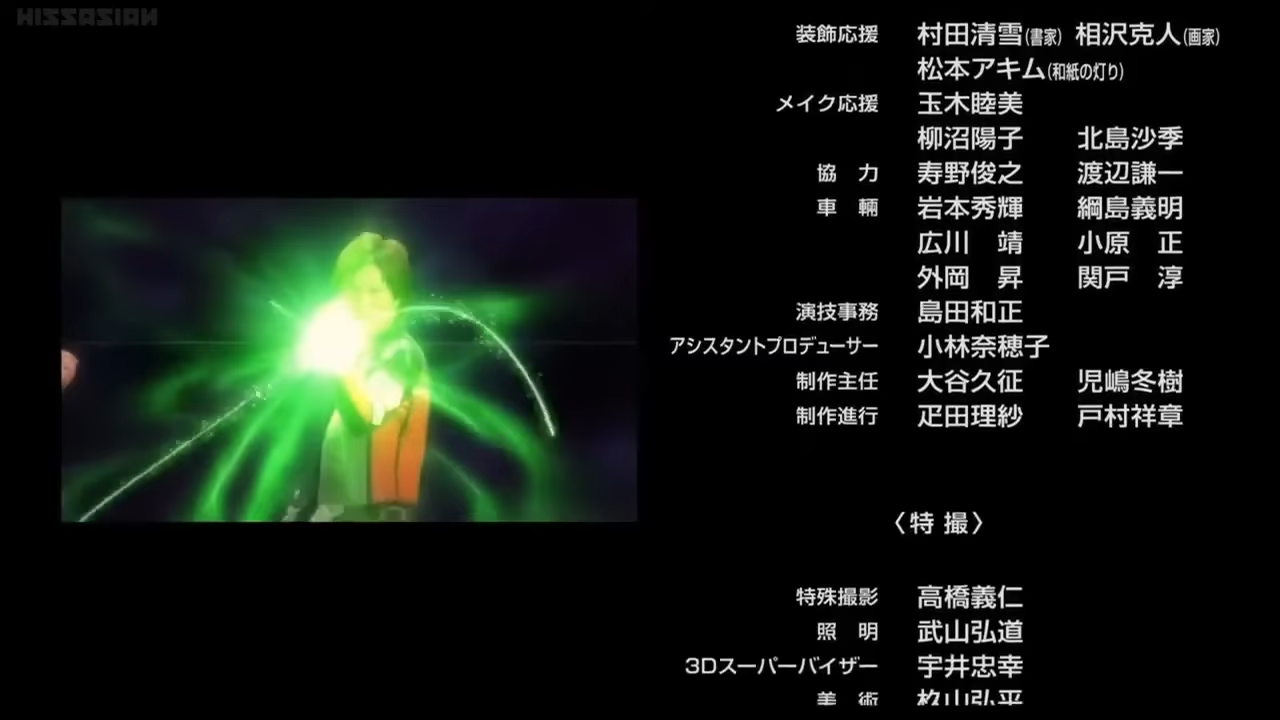 HISSASIAN
装飾応援 村田清雪(書家) 相沢克人(画家)
松本アキム(和紙の灯り)
メイク応援 玉木睦美
柳沼陽子 北島沙季
協 力 寿野俊之 渡辺謙一
車 輛 岩本秀輝 綱島義明
広川 靖 小原 正
外岡 昇 関戸 淳
演技事務 島田和正
アシスタントプロデューサー 小林奈穂子
制作主任 大谷久征 児嶋冬樹
制作進行 疋田理紗 戸村祥章
〈特 撮〉
特殊撮影 高橋義仁
照 明 武山弘道
3Dスーパーバイザー 宇井忠幸
美 術